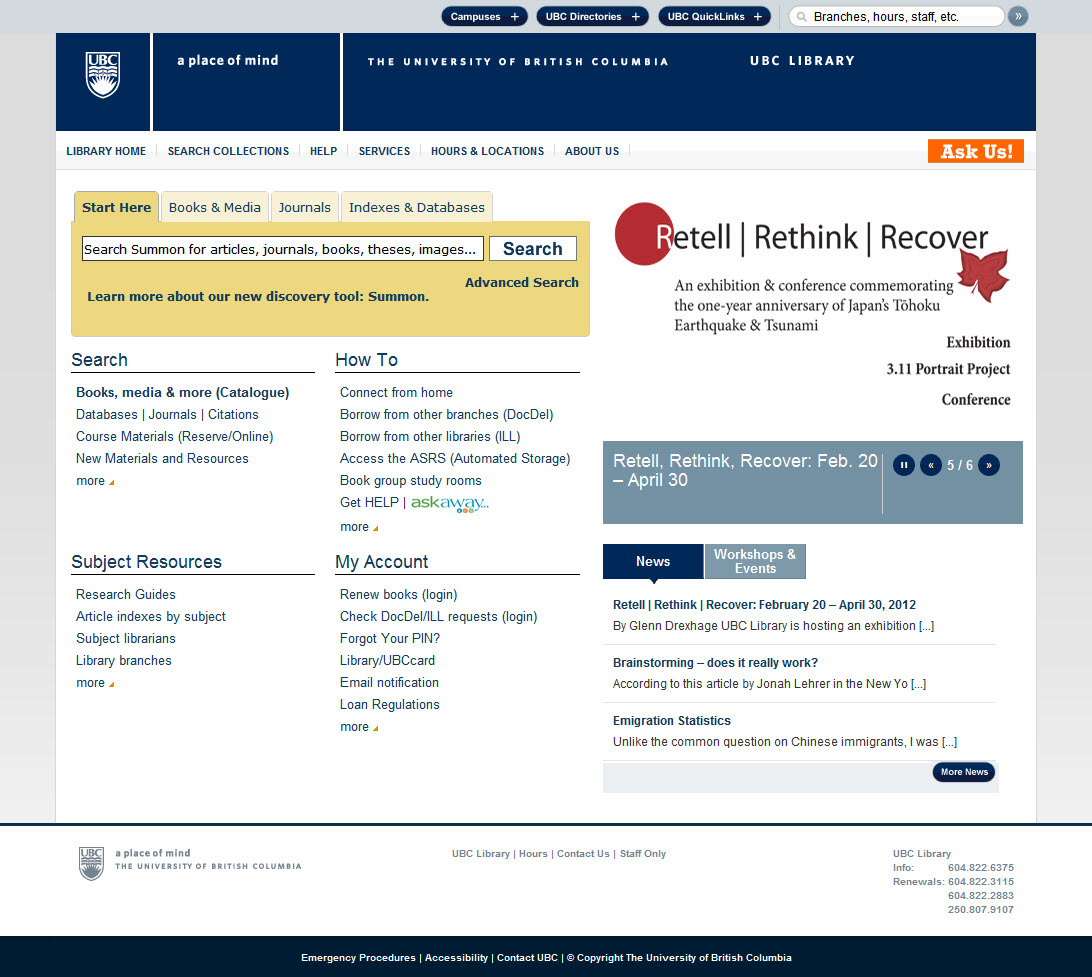 Campuses +
UBC Directories +
UBC QuickLinks +
Branches, hours, staff, etc.
»
UBC
a place of mind
THE UNIVERSITY OF BRITISH COLUMBIA
UBC LIBRARY
LIBRARY HOME
SEARCH COLLECTIONS
HELP
SERVICES
HOURS & LOCATIONS
ABOUT US
Ask Us!
Start Here
Books & Media
Journals
Indexes & Databases
Search Summon for articles, journals, books, theses, images...
Search
Advanced Search
Learn more about our new discovery tool: Summon.
Search
Books, media & more (Catalogue)
Databases | Journals | Citations
Course Materials (Reserve/Online)
New Materials and Resources
more
How To
Connect from home
Borrow from other branches (DocDel)
Borrow from other libraries (ILL)
Access the ASRS (Automated Storage)
Book group study rooms
Get HELP | askaway...
more
Subject Resources
Research Guides
Article indexes by subject
Subject librarians
Library branches
more
My Account
Renew books (login)
Check DocDel/ILL requests (login)
Forgot Your PIN?
Library/UBCcard
Email notification
Loan Regulations
more
Retell | Rethink | Recover
An exhibition & conference commemorating
the one-year anniversary of Japan's Tōhoku
Earthquake & Tsunami
Exhibition
3.11 Portrait Project
Conference
Retell, Rethink, Recover: Feb. 20
– April 30
« 5 / 6 »
News
Workshops &
Events
Retell | Rethink | Recover: February 20 – April 30, 2012
By Glenn Drexhage UBC Library is hosting an exhibition [...]
Brainstorming – does it really work?
According to this article by Jonah Lehrer in the New Yo [...]
Emigration Statistics
Unlike the common question on Chinese immigrants, I was [...]
More News
UBC
a place of mind
THE UNIVERSITY OF BRITISH COLUMBIA
UBC Library | Hours | Contact Us | Staff Only
UBC Library
Info: 604.822.6375
Renewals: 604.822.3115
604.822.2883
250.807.9107
Emergency Procedures | Accessibility | Contact UBC | © Copyright The University of British Columbia